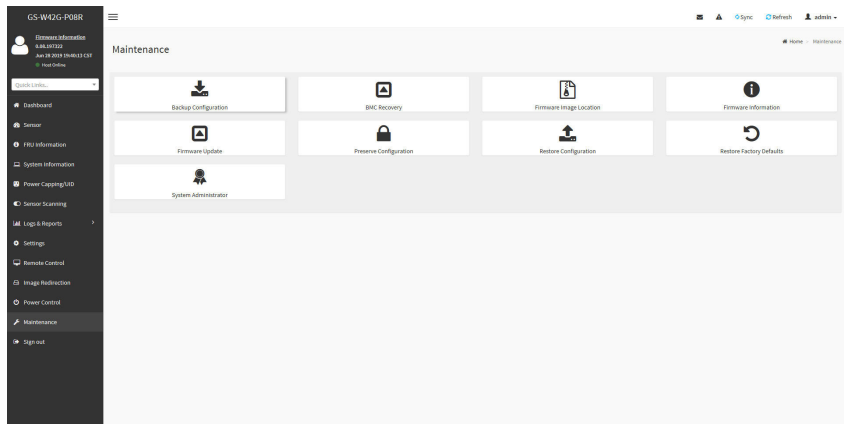 GS-W42G-P08R
Sync
Refresh
admin
Firmware Information
0.88.197322
Jun 28 2019 19:40:13 CST
Host Online
Quick Links...
Dashboard
Sensor
FRU Information
System Information
Power Capping/UID
Sensor Scanning
Logs & Reports
Settings
Remote Control
Image Redirection
Power Control
Maintenance
Sign out
Maintenance
Home
Maintenance
Backup Configuration
BMC Recovery
Firmware Image Location
Firmware Information
Firmware Update
Preserve Configuration
Restore Configuration
Restore Factory Defaults
System Administrator